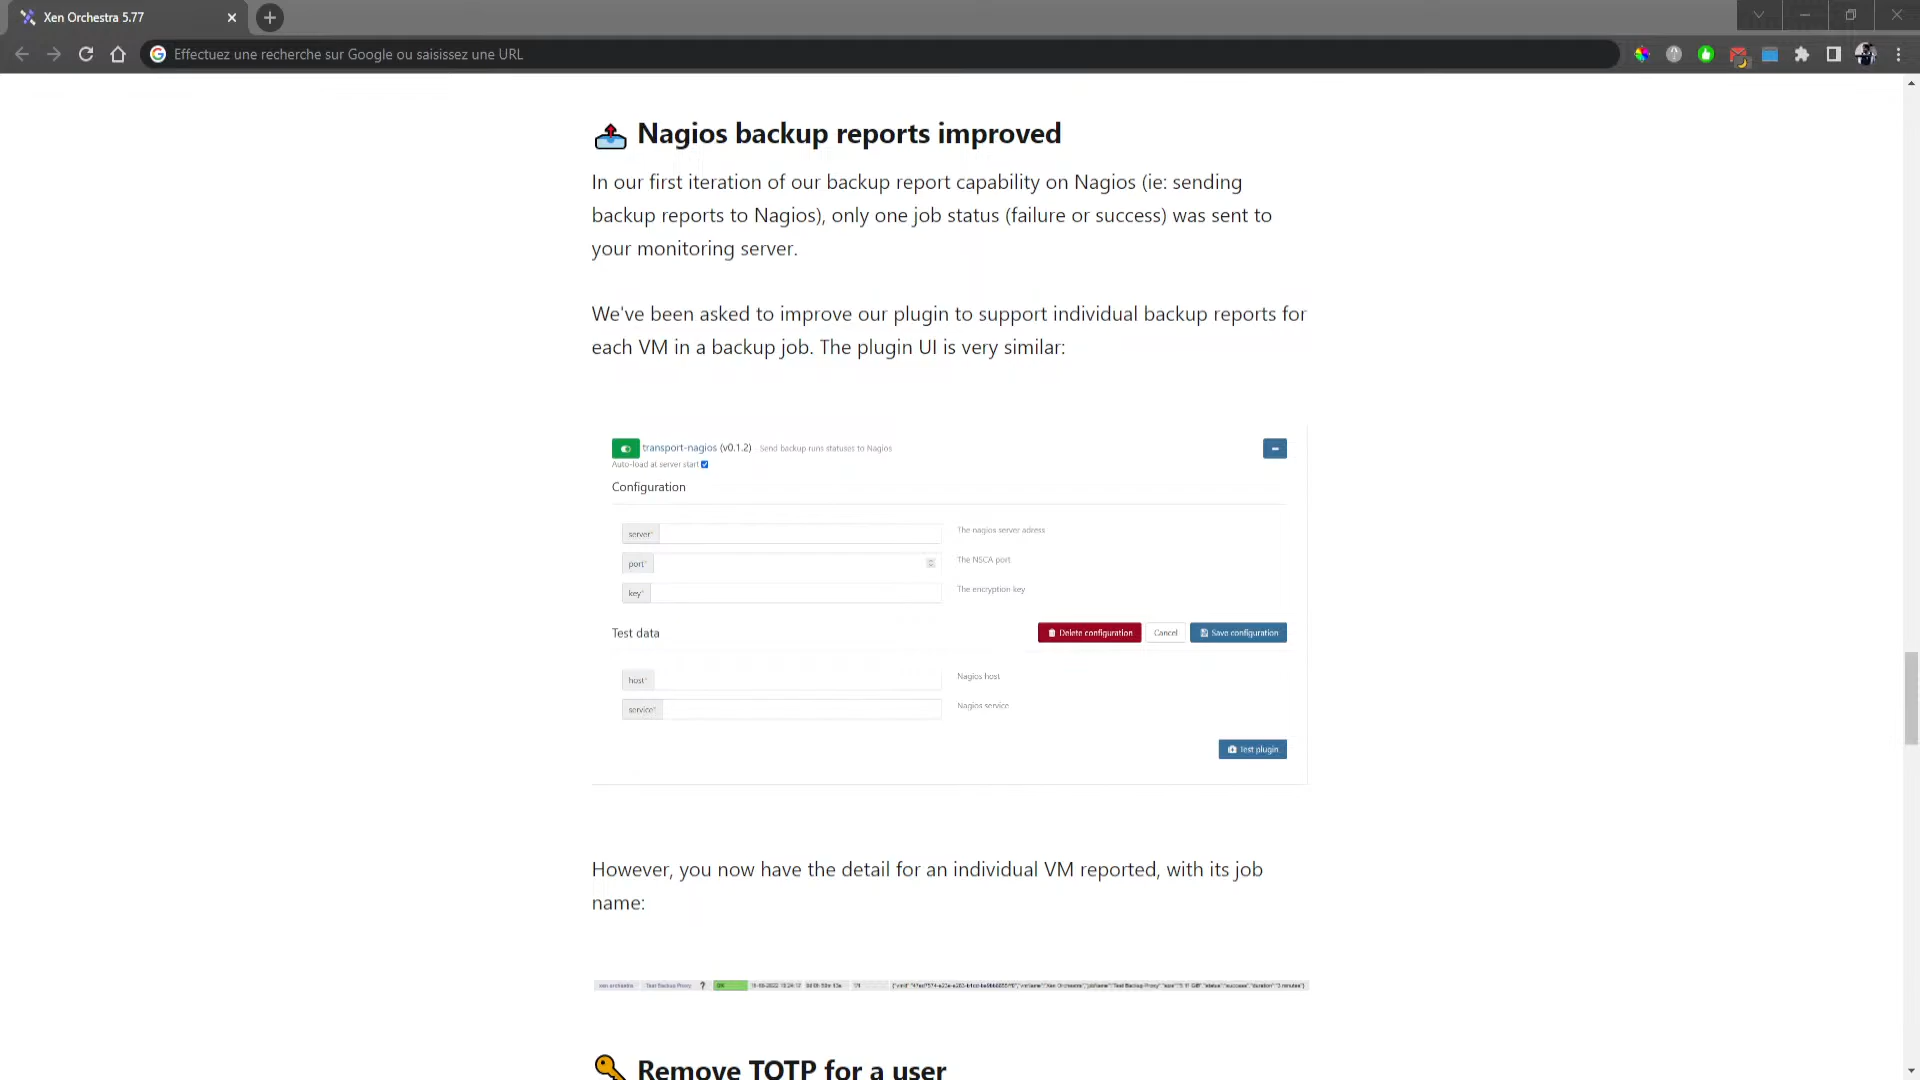 Xen Orchestra 5.77
Effectuez une recherche sur Google ou saisissez une URL
Nagios backup reports improved
In our first iteration of our backup report capability on Nagios (ie: sending
backup reports to Nagios), only one job status (failure or success) was sent to
your monitoring server.
We've been asked to improve our plugin to support individual backup reports for
each VM in a backup job. The plugin UI is very similar:
transport-nagios (v0.1.2) Send backup runs statuses to Nagios
Auto-load at server start
Configuration
server* The nagios server adress
port* The NSCA port
key* The encryption key
Test data
Delete configuration Cancel Save configuration
host* Nagios host
service* Nagios service
Test plugin
However, you now have the detail for an individual VM reported, with its job
name:
xen orchestra Test Backup Proxy ? OK
Remove TOTP for a user